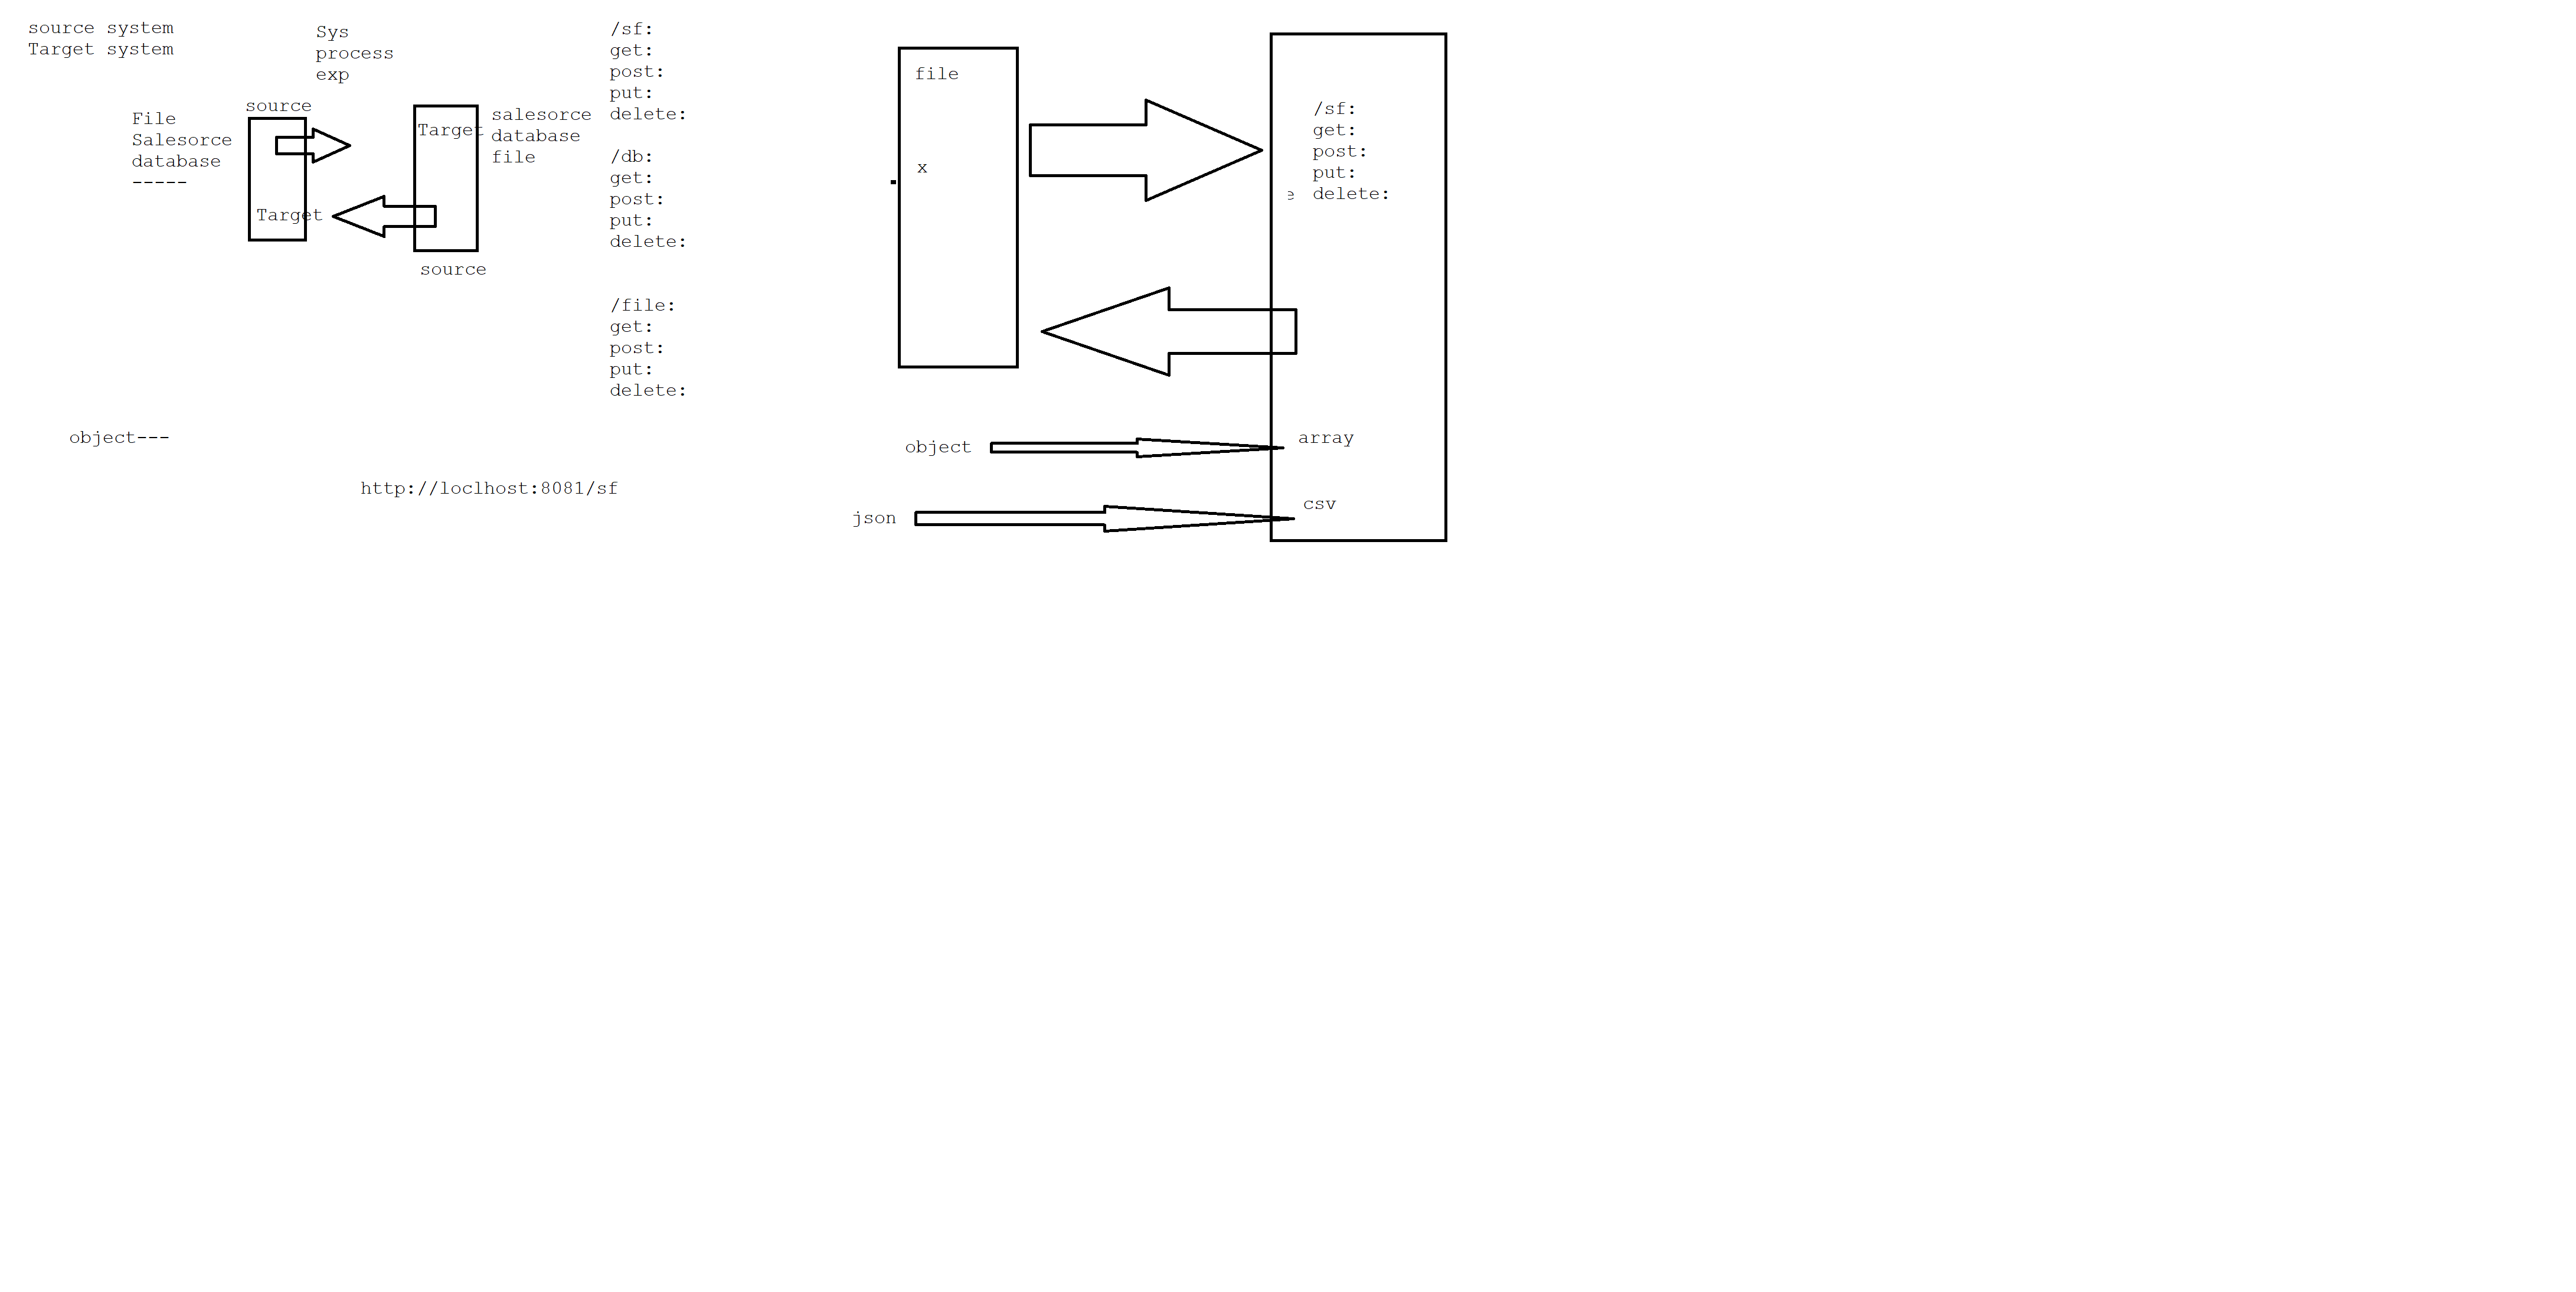 source system
Target system
Sys
process
exp
source
File
Salesorce
database
-----
Target
Target
source
salesorce
database
file
/sf:
get:
post:
put:
delete:
/db:
get:
post:
put:
delete:
/file:
get:
post:
put:
delete:
object---
http://loclhost:8081/sf
file
x
/sf:
get:
post:
put:
e delete:
object
array
json
csv